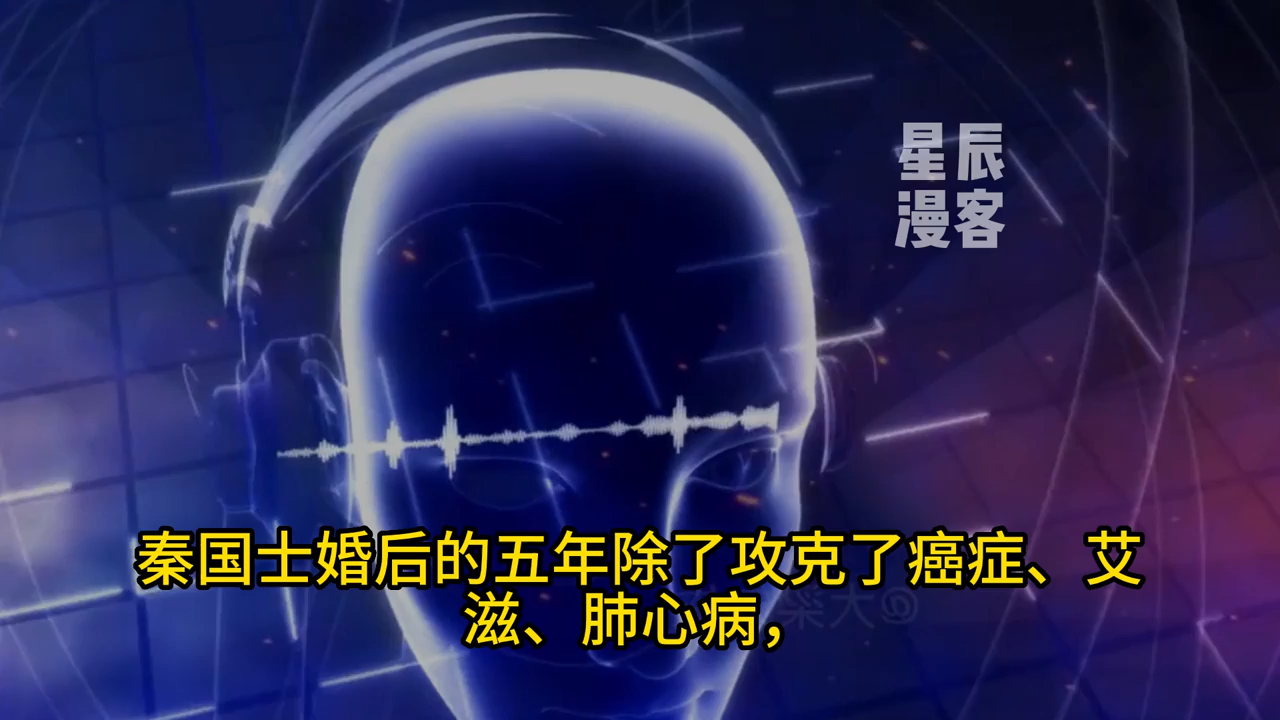 星辰
漫客
秦国士婚后的五年除了攻克了癌症、艾
滋、肺心病，